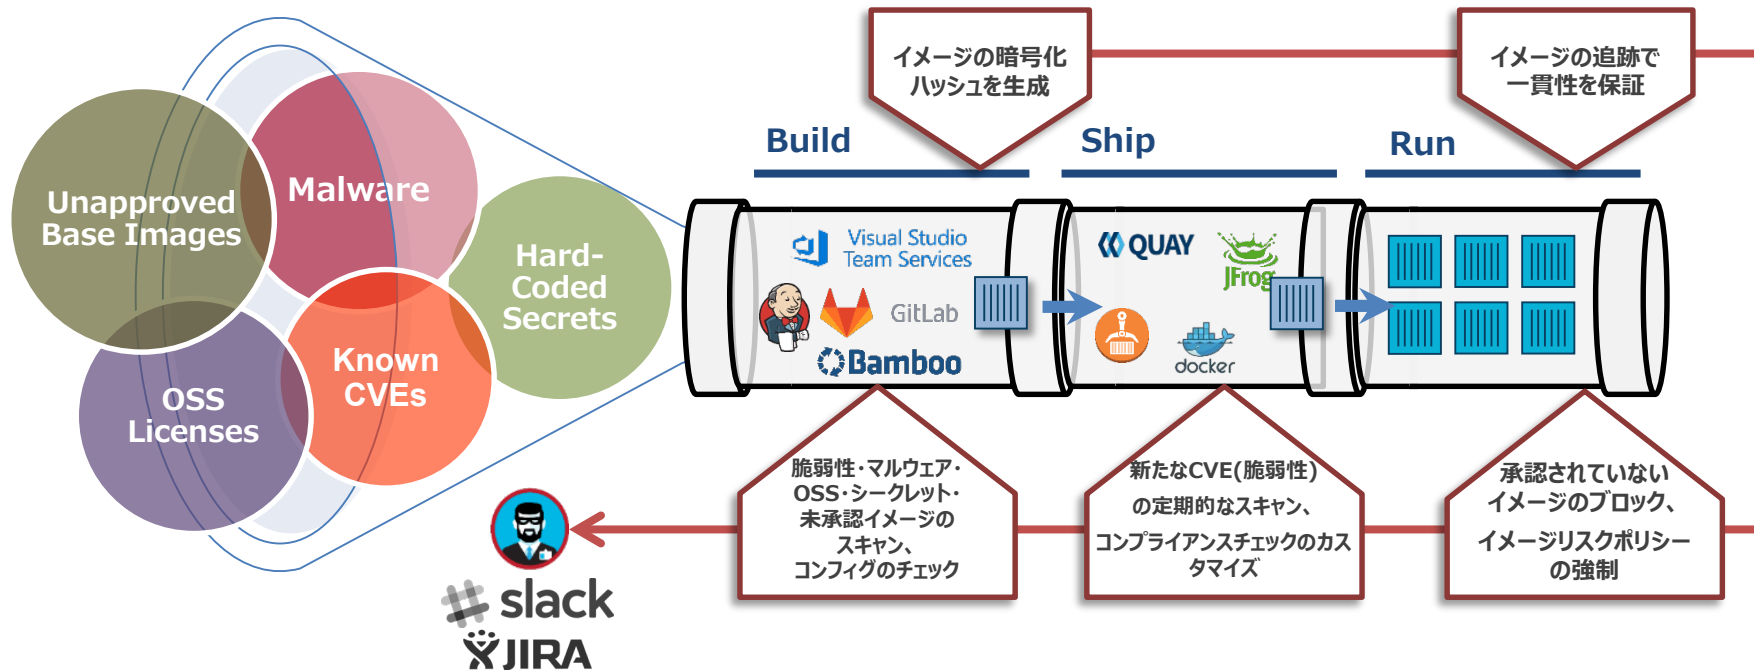 イメージの暗号化
ハッシュを生成
イメージの追跡で
一貫性を保証
Build
Ship
Run
Unapproved
Base Images
Malware
Hard-
Coded
Secrets
Known
CVEs
OSS
Licenses
Visual Studio
Team Services
GitLab
Bamboo
QUAY
JFrog
docker
脆弱性・マルウェア・
OSS・シークレット・
未承認イメージの
スキャン、
コンフィグのチェック
新たなCVE(脆弱性)
の定期的なスキャン、
コンプライアンスチェックのカス
タマイズ
承認されていない
イメージのブロック、
イメージリスクポリシー
の強制
slack
JIRA